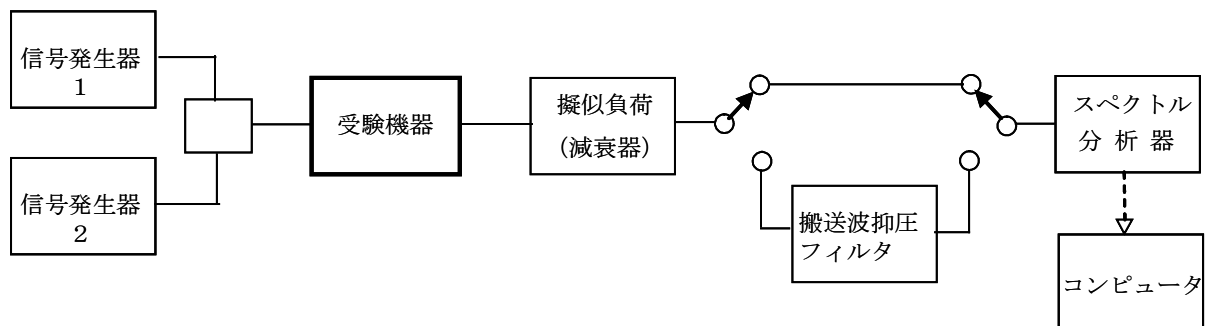 信号発生器
1
信号発生器
2
受験機器
擬似負荷
(減衰器)
搬送波抑圧
フィルタ
スペクトル
分析器
コンピュータ